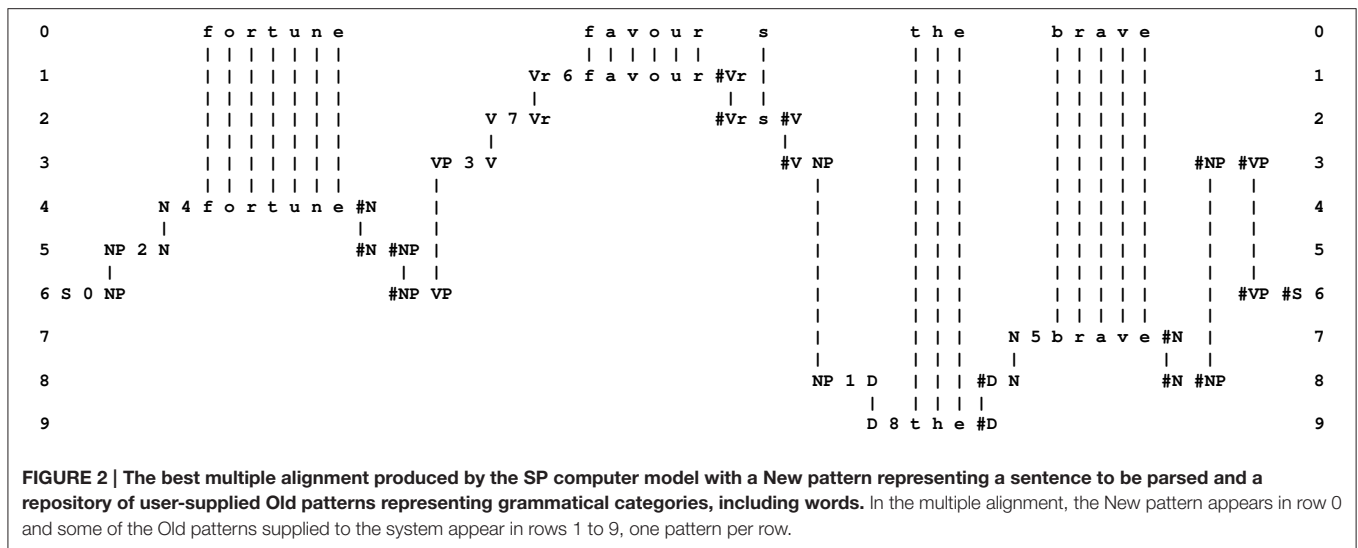 0 f o r t u n e f a v o u r s t h e b r a v e 0
1 Vr 6 f a v o u r #Vr 1
2 V 7 Vr #Vr s #V 2
3 VP 3 V #V NP #NP #VP 3
4 N 4 f o r t u n e #N 4
5 NP 2 N #N #NP 5
6 S 0 NP #NP VP #VP #S 6
7 N 5 b r a v e #N 7
8 NP 1 D #D N #N #NP 8
9 D 8 t h e #D 9
FIGURE 2 | The best multiple alignment produced by the SP computer model with a New pattern representing a sentence to be parsed and a
repository of user-supplied Old patterns representing grammatical categories, including words. In the multiple alignment, the New pattern appears in row 0
and some of the Old patterns supplied to the system appear in rows 1 to 9, one pattern per row.